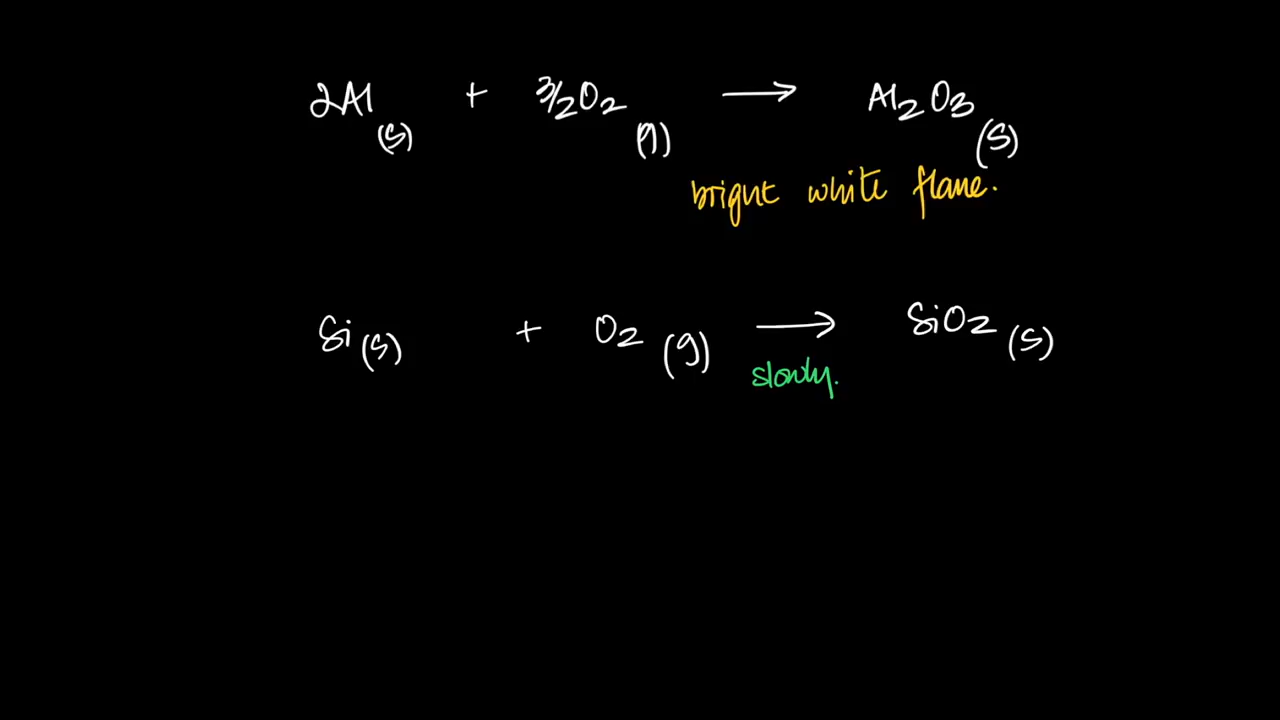 2Al(s) + 3/2O2(g) → Al2O3(s)
bright white flame.
Si(s) + O2(g) → SiO2(s)
slowly.